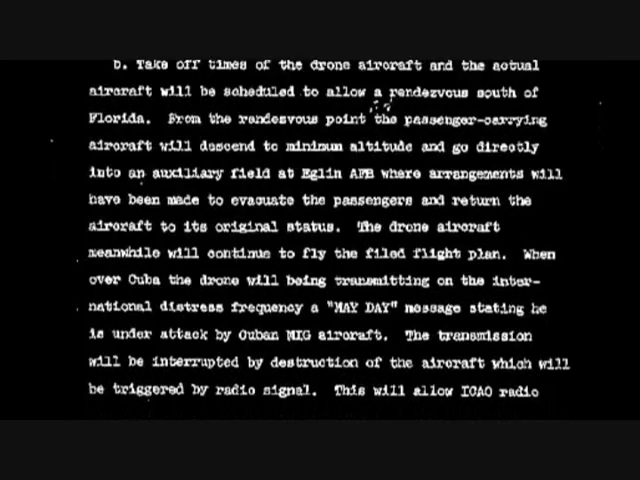 b. Take off times of the drone aircraft and the actual
aircraft will be scheduled to allow a rendezvous south of
Florida. From the rendezvous point the passenger-carrying
aircraft will descend to minimum altitude and go directly
into an auxiliary field at Eglin AFB where arrangements will
have been made to evacuate the passengers and return the
aircraft to its original status. The drone aircraft
meanwhile will continue to fly the filed flight plan. When
over Cuba the drone will being transmitting on the inter-
national distress frequency a "MAY DAY" message stating he
is under attack by Cuban MIG aircraft. The transmission
will be interrupted by destruction of the aircraft which will
be triggered by radio signal. This will allow ICAO radio